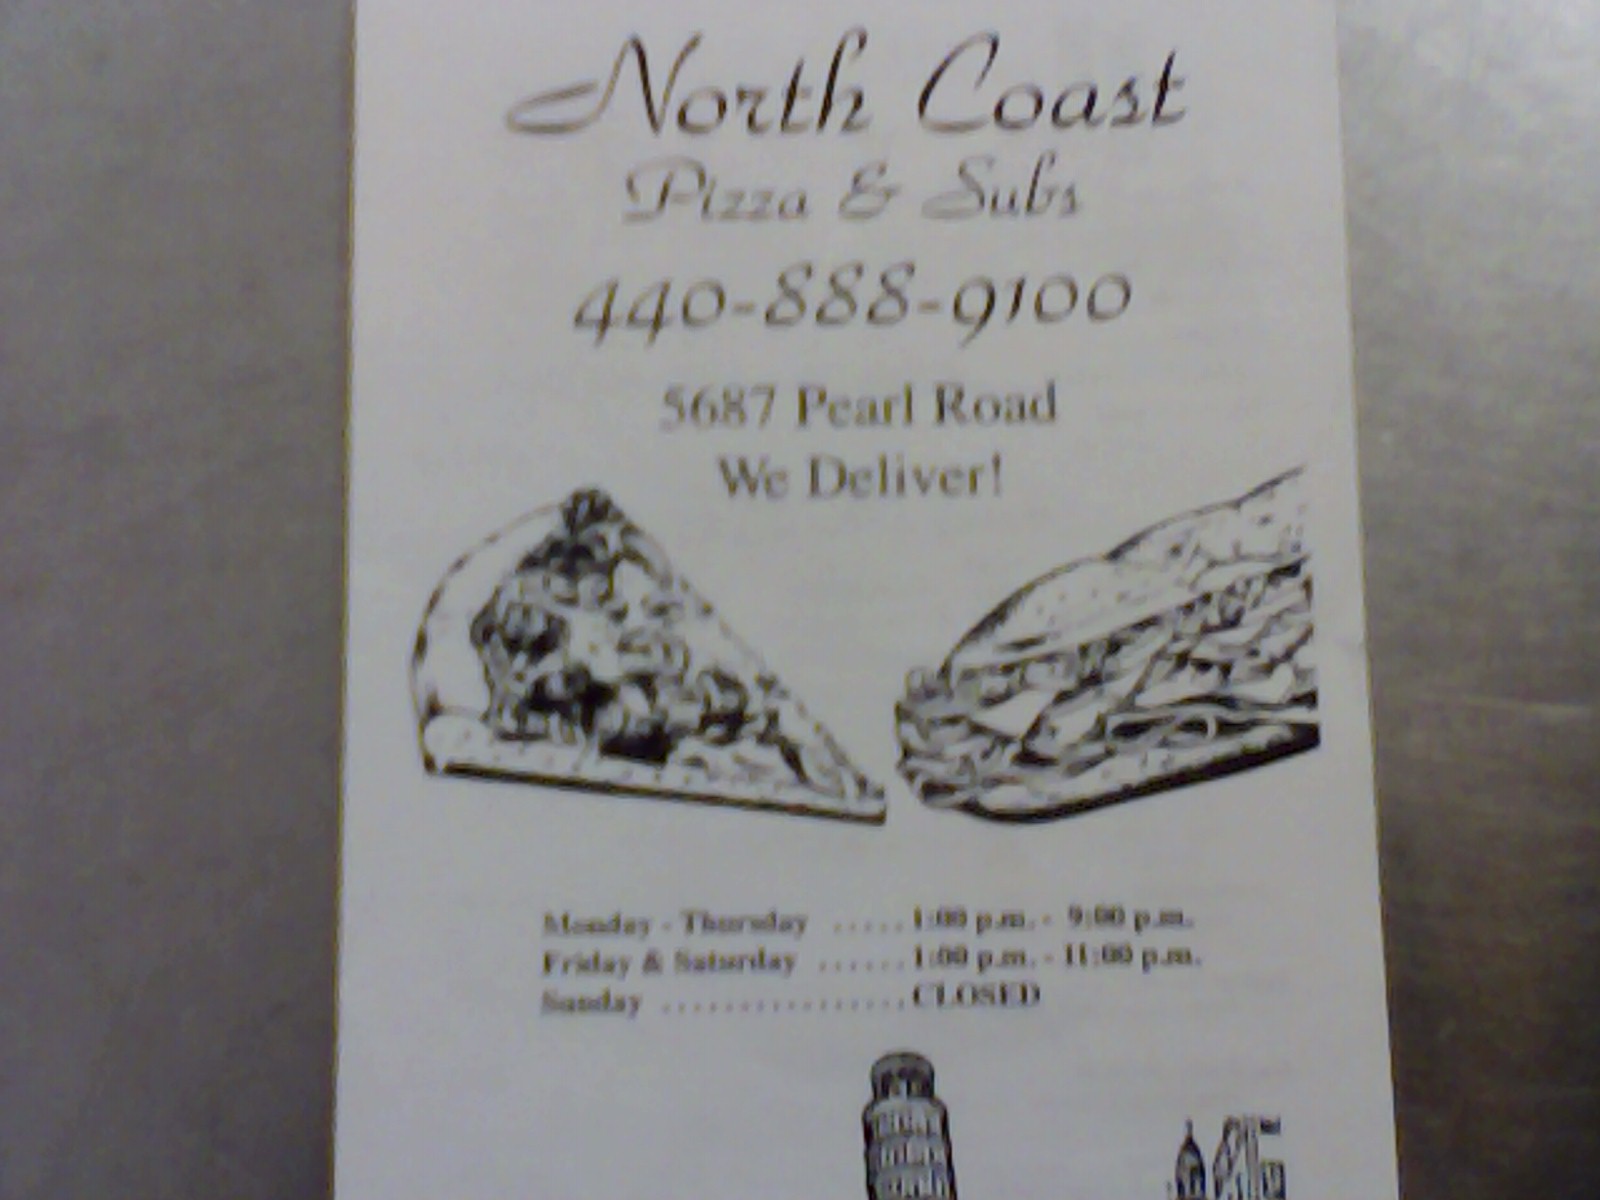 North Coast
Pizza & Subs
440-888-9100
5687 Pearl Road
We Deliver!
Monday - Thursday ..... 1:00 p.m. - 9:00 p.m.
Friday & Saturday ...... 1:00 p.m. - 11:00 p.m.
Sunday ................ CLOSED